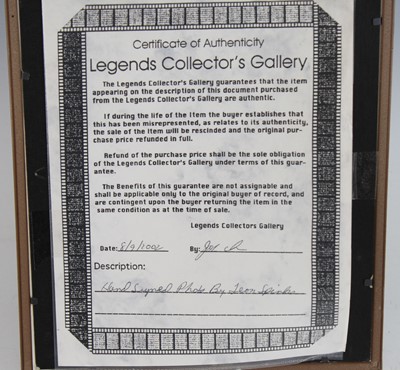 Certificate of Authenticity
Legends Collector's Gallery
The Legends Collector's Gallery guarantees that the item
appearing on the description of this document purchased
from the Legends Collector's Gallery are authentic.
If during the life of the item the buyer establishes that
this has been misrepresented, as relates to its authenticity,
the sale of the item will be rescinded and the original pur-
chase price refunded in full.
Refund of the purchase price shall be the sole obligation
of the Legends Collector's Gallery under terms of this guar-
antee.
The Benefits of this guarantee are not assignable and
shall be applicable only to the original buyer of record, and
are contingent upon the buyer returning the item in the
same condition as at time of sale.
Legends Collectors Gallery
Date: By:
Description:
Hand Signed Photo By Leon Spinks